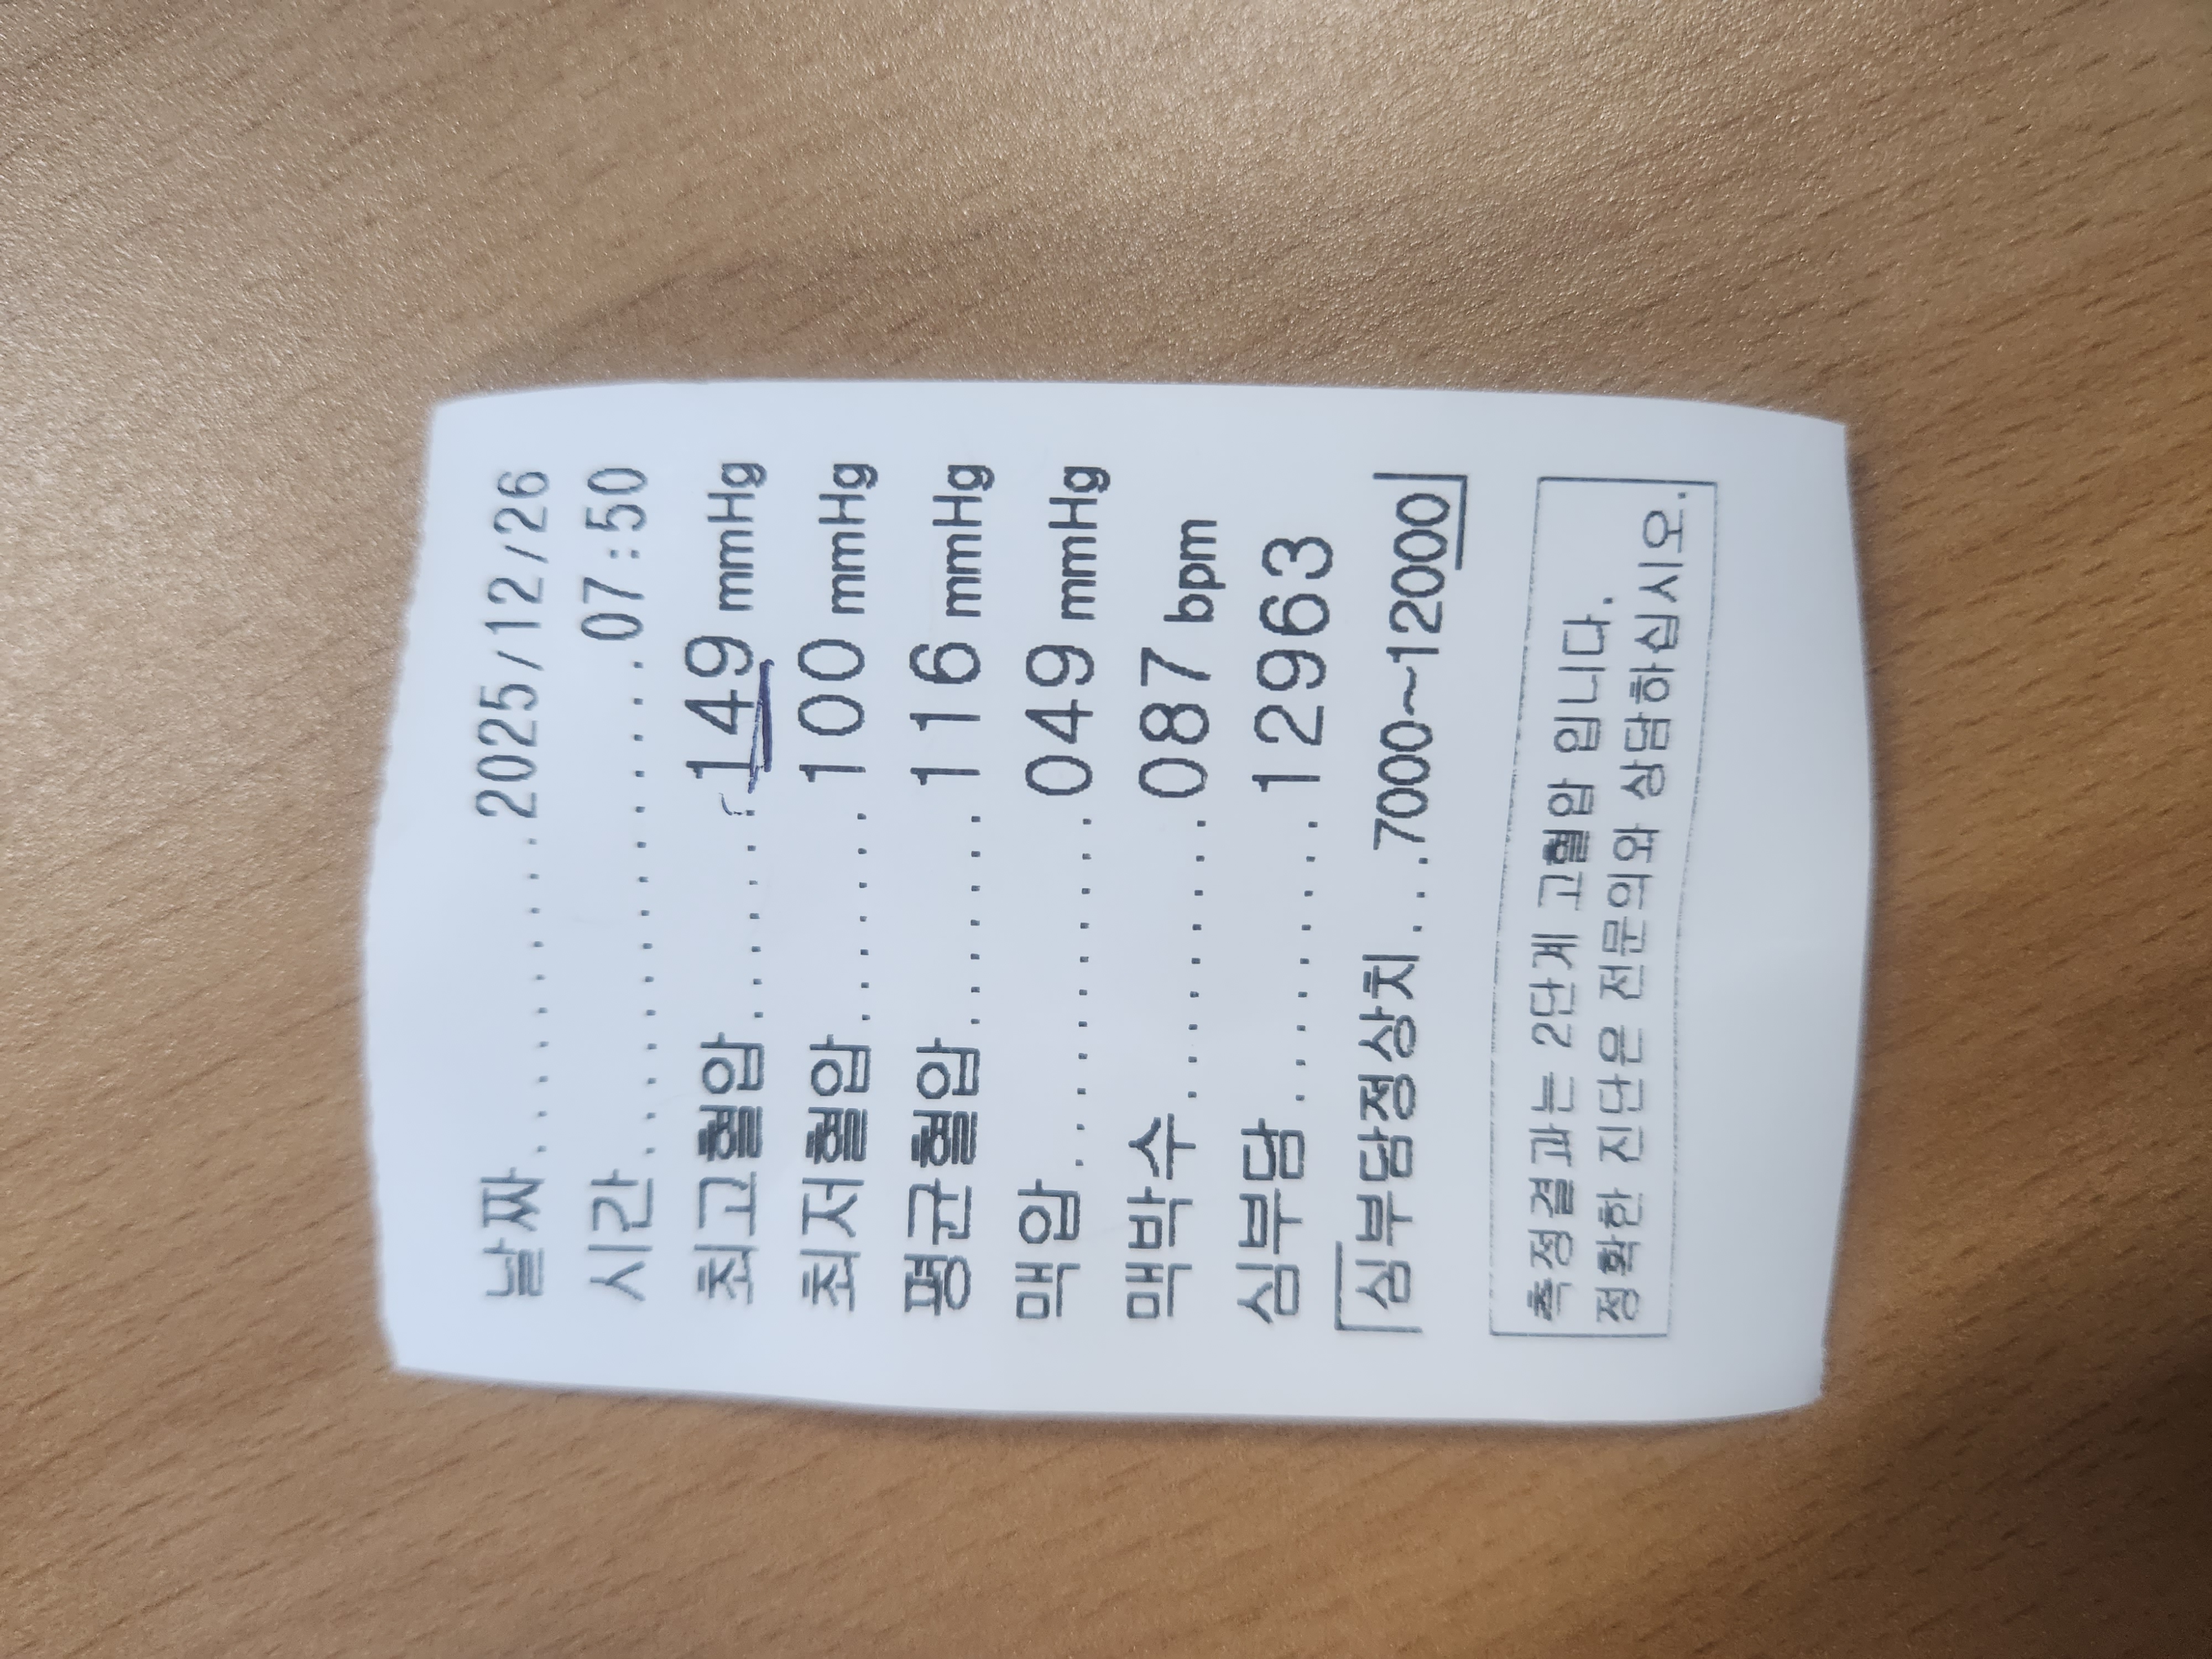 날짜...........2025/12/26
시간.................07:50
최고혈압.......149 mmHg
최저혈압.......100 mmHg
평균혈압.......116 mmHg
맥압............049 mmHg
맥박수..........087 bpm
심부담..........12963
심부담정상치...7000~12000
측정결과는 2단계 고혈압 입니다.
정확한 진단은 전문의와 상담하십시오.